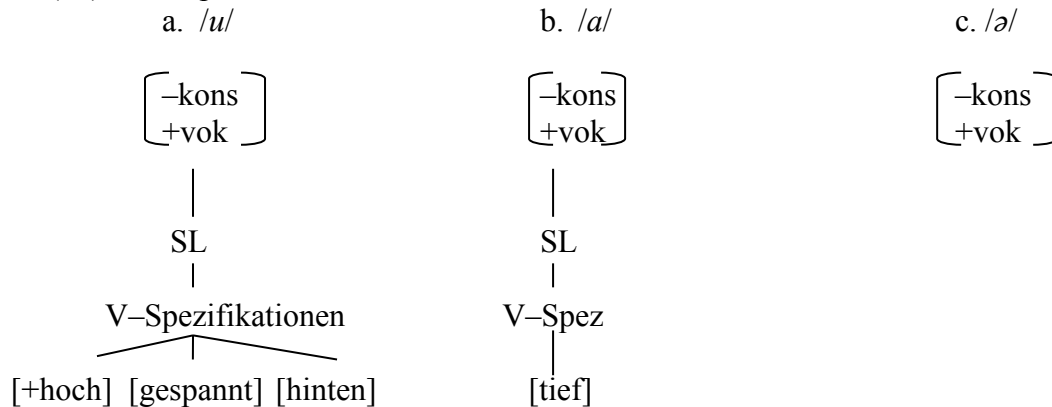 a. /u/ b. /a/ c. /ə/
–kons –kons –kons
+vok +vok +vok
SL SL
V–Spezifikationen V–Spez
[+hoch] [gespannt] [hinten] [tief]